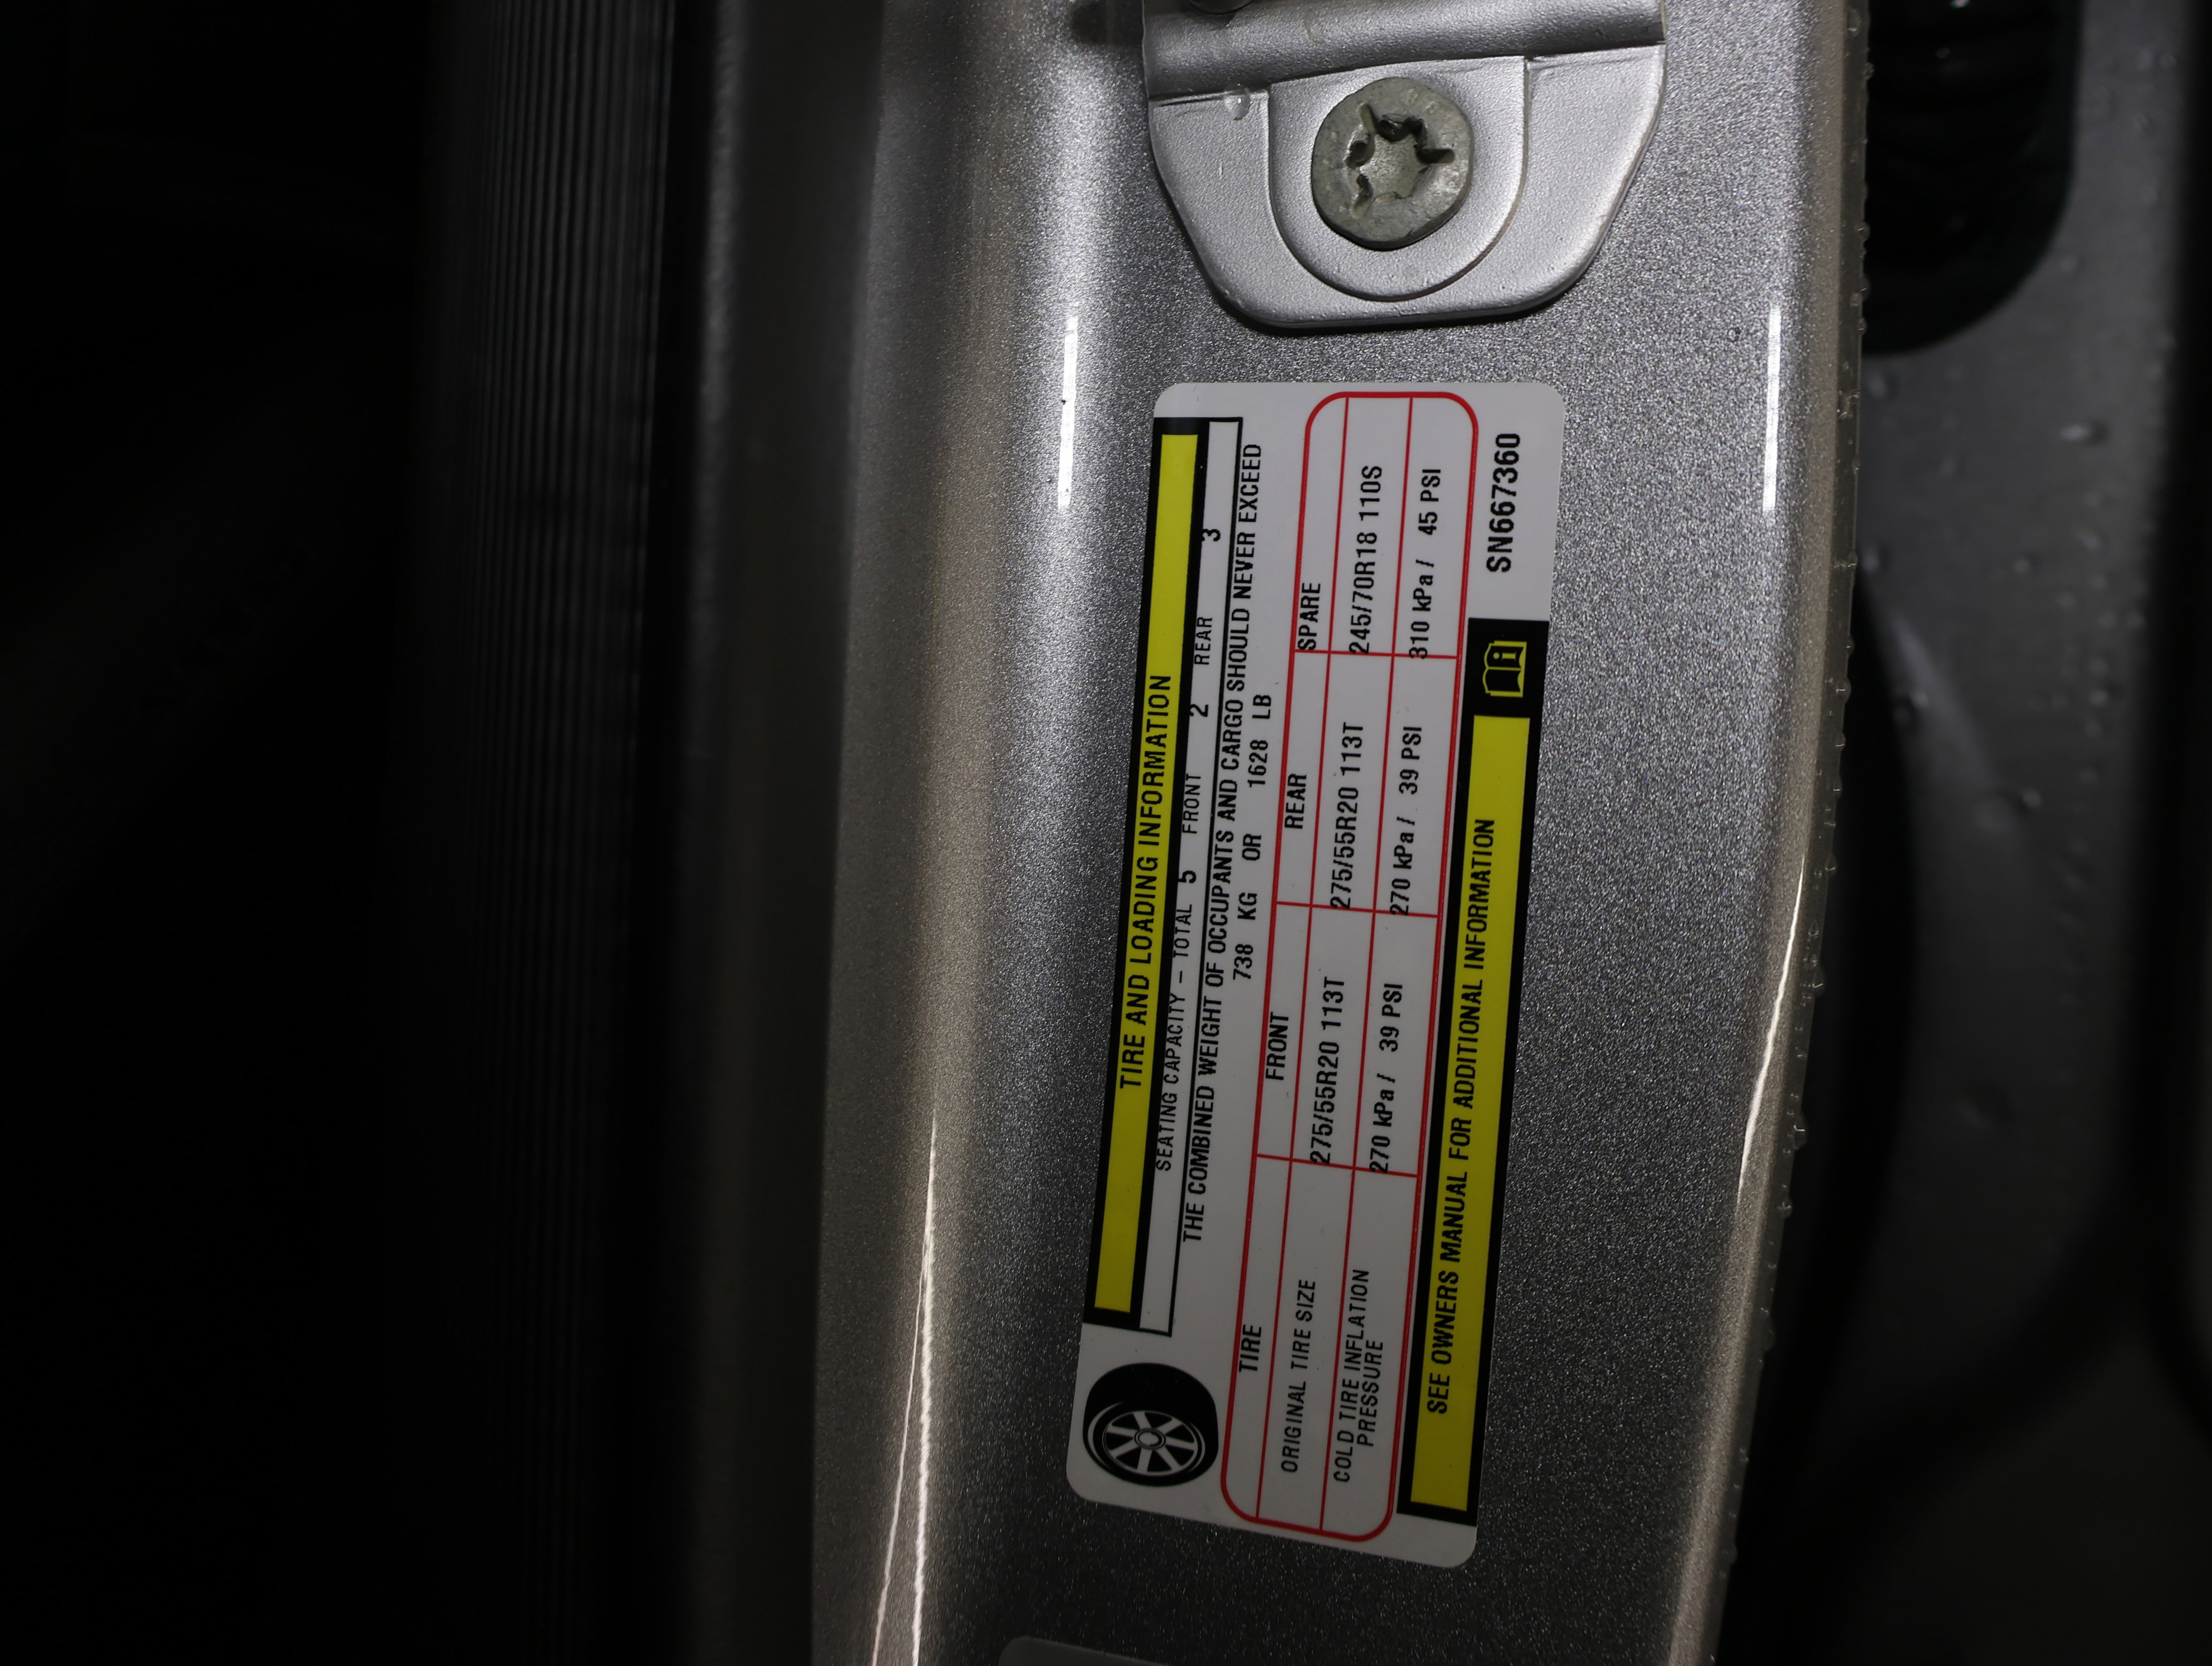 TIRE AND LOADING INFORMATION
SEATING CAPACITY – TOTAL 5 FRONT 2 REAR 3
THE COMBINED WEIGHT OF OCCUPANTS AND CARGO SHOULD NEVER EXCEED
738 KG OR 1628 LB
TIRE FRONT REAR SPARE
ORIGINAL TIRE SIZE 275/55R20 113T 275/55R20 113T 245/70R18 110S
COLD TIRE INFLATION PRESSURE 270 kPa / 39 PSI 270 kPa / 39 PSI 310 kPa / 45 PSI
SEE OWNERS MANUAL FOR ADDITIONAL INFORMATION
SN667360